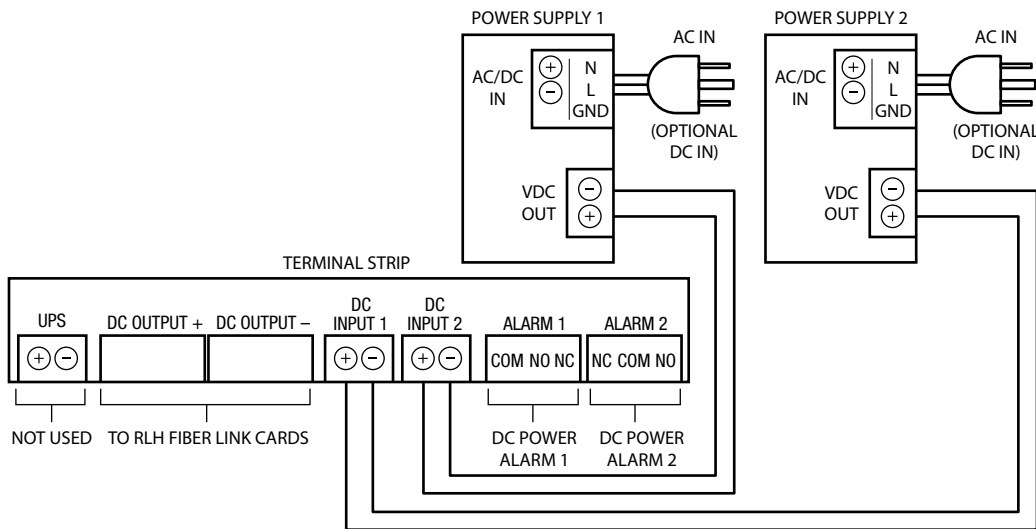 POWER SUPPLY 1
AC/DC
IN
+
−
N
L
GND
AC IN
(OPTIONAL
DC IN)
VDC
OUT
−
+
POWER SUPPLY 2
AC/DC
IN
+
−
N
L
GND
AC IN
(OPTIONAL
DC IN)
VDC
OUT
−
+
TERMINAL STRIP
UPS
+ −
DC OUTPUT +
DC OUTPUT –
DC
INPUT 1
+ −
DC
INPUT 2
+ −
ALARM 1
COM NO NC
ALARM 2
NC COM NO
NOT USED
TO RLH FIBER LINK CARDS
DC POWER
ALARM 1
DC POWER
ALARM 2